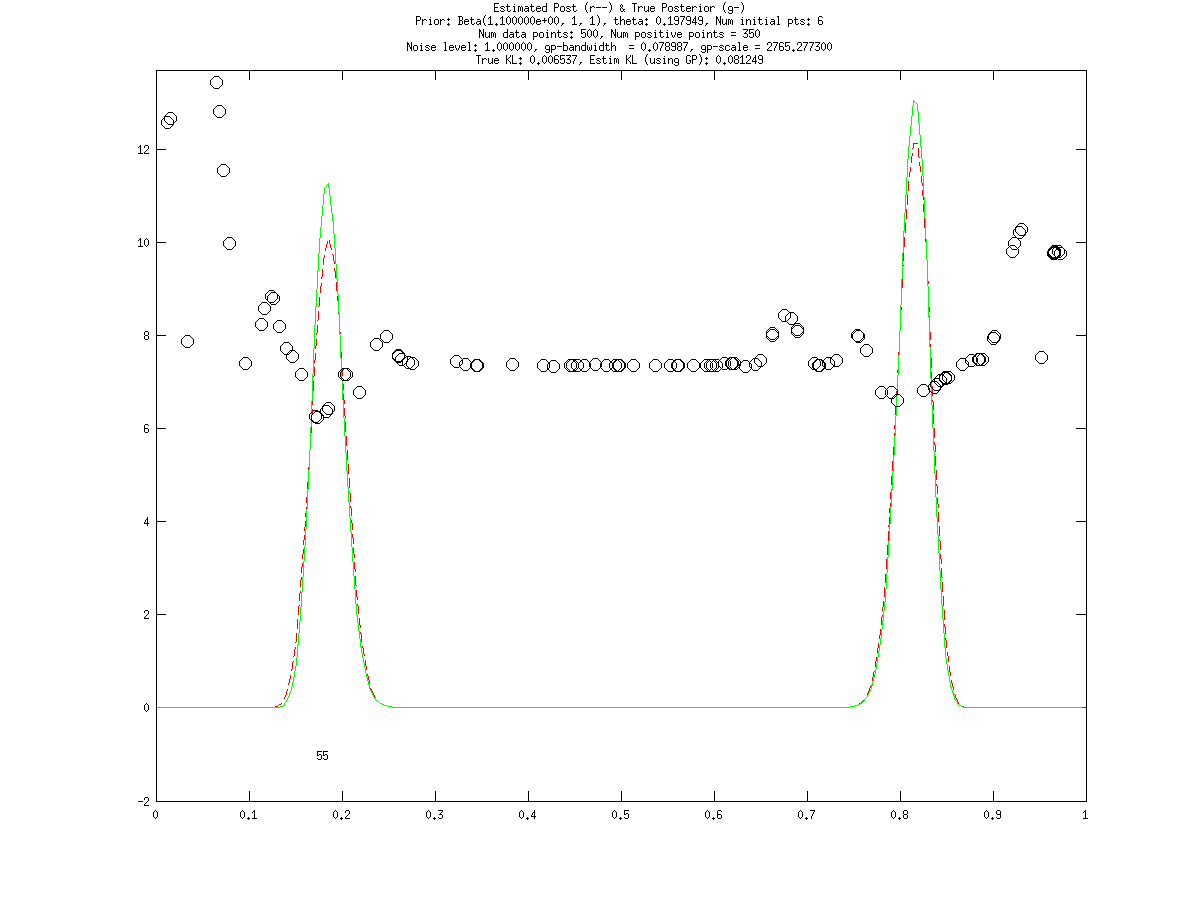 Estimated Post (r--) & True Posterior (g-)
Prior: Beta(1.100000e+00, 1, 1), theta: 0.197949, Num initial pts: 6
Num data points: 500, Num positive points = 350
Noise level: 1.000000, gp-bandwidth  = 0.078987, gp-scale = 2765.277300
True KL: 0.006537, Estim KL (using GP): 0.081249
12
10
8
6
4
2
0
55
-2
0 0.1 0.2 0.3 0.4 0.5 0.6 0.7 0.8 0.9 1